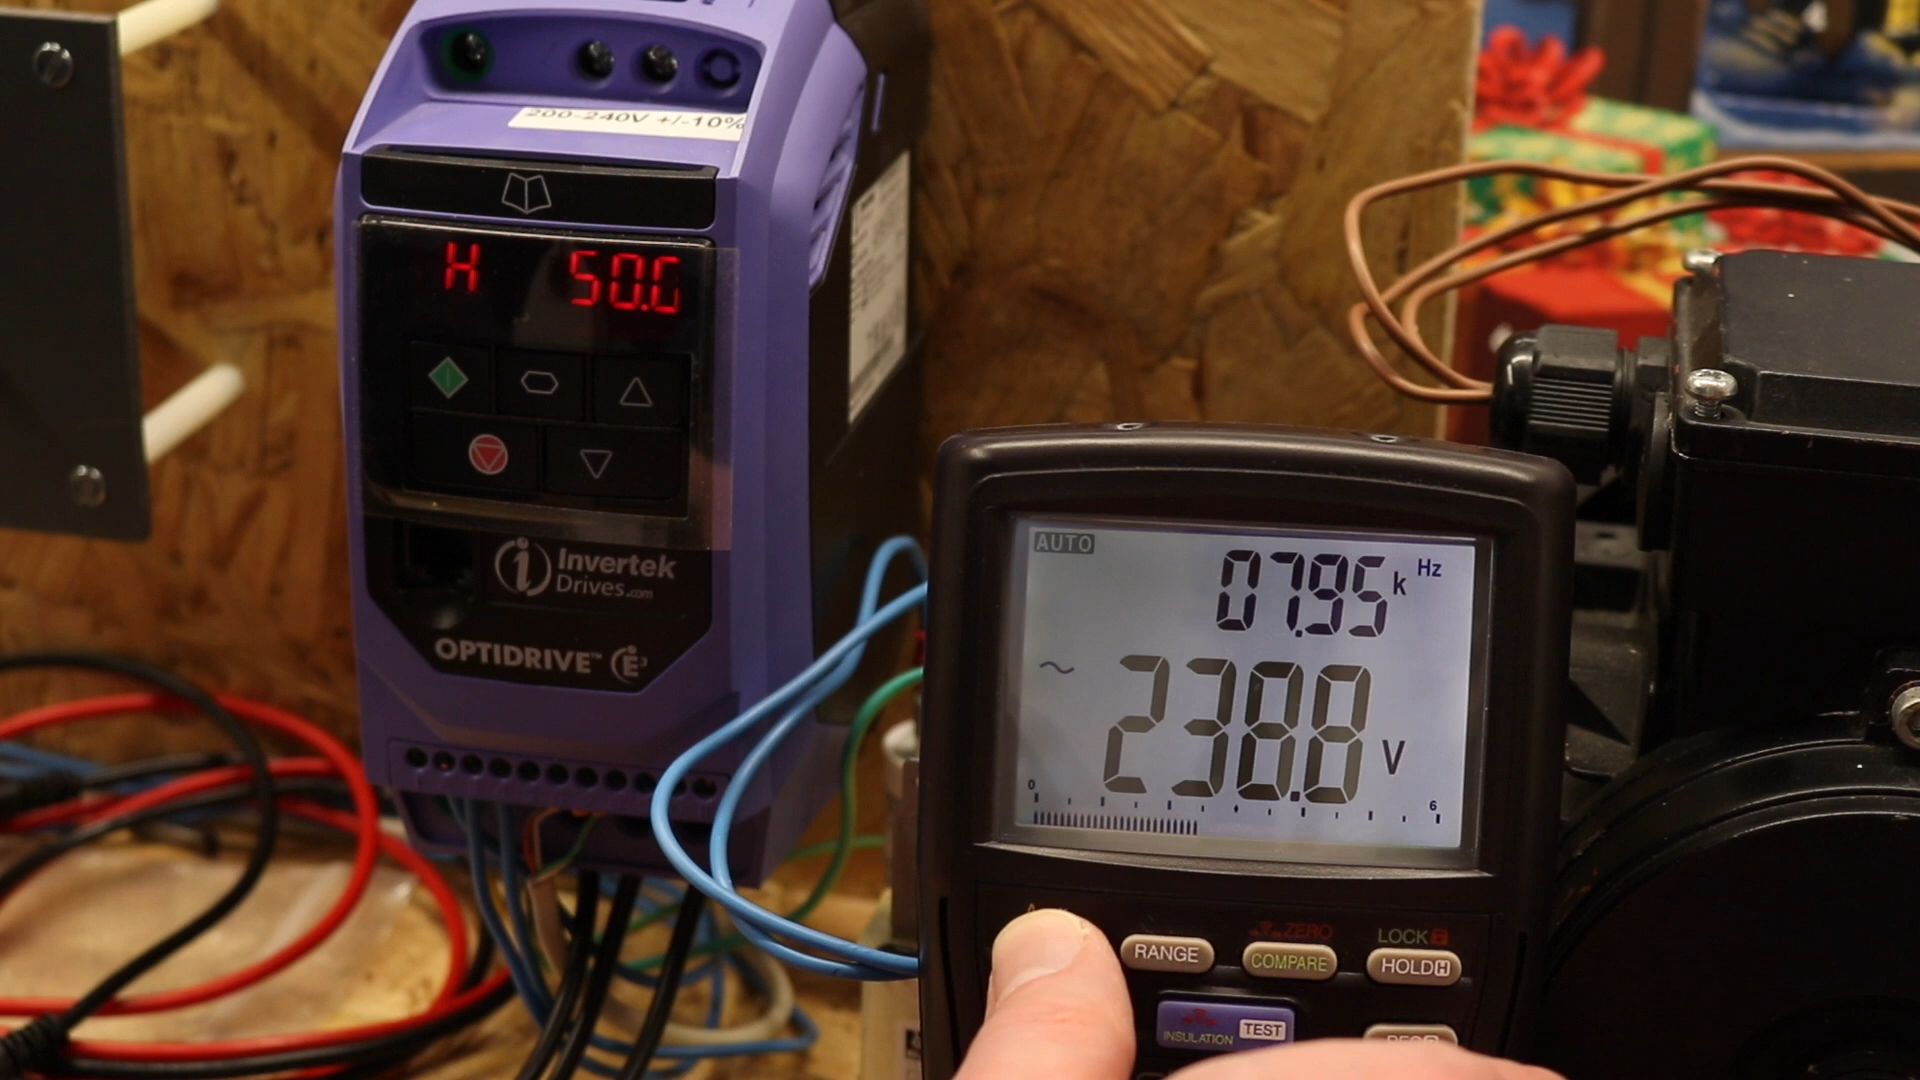 200-240V +/-10%
H 50.0
Invertek
Drives.com
OPTIDRIVE™ E3
AUTO
07.95 k Hz
~ 238.8 V
0 6
RANGE
ZERO
COMPARE
LOCK
HOLD H
INSULATION TEST